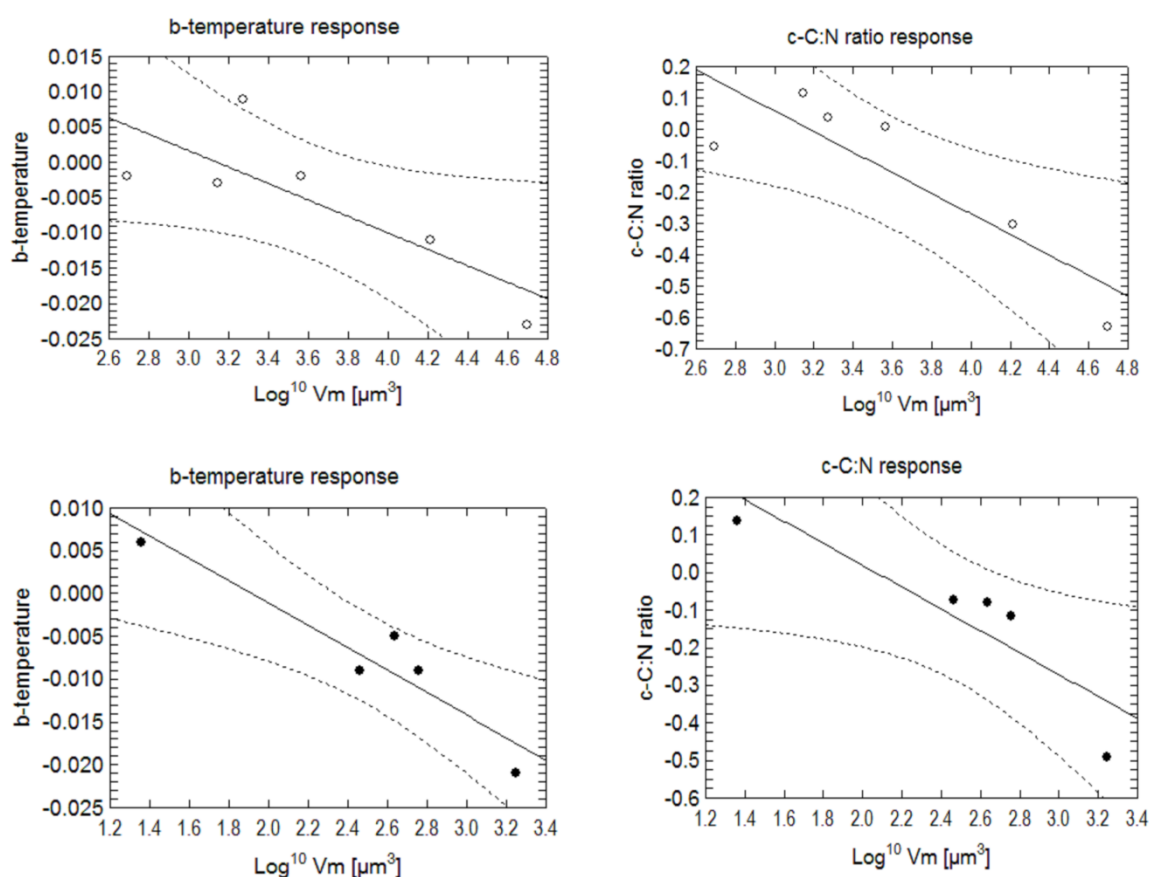 b-temperature response
0.015
0.010
0.005
0.000
-0.005
-0.010
-0.015
-0.020
-0.025
b-temperature
2.6 3.0 3.2 3.6 3.8 4.2 4.4 4.8
Log¹⁰ Vm [µm³]
c-C:N ratio response
0.2
0.1
0.0
-0.1
-0.2
-0.3
-0.4
-0.5
-0.6
-0.7
c-C:N ratio
2.6 2.8 3.0 3.2 3.4 3.6 3.8 4.0 4.2 4.4 4.6 4.8
Log¹⁰ Vm [µm³]
b-temperature response
0.010
0.005
0.000
-0.005
-0.010
-0.015
-0.020
-0.025
b-temperature
1.2 1.4 1.6 1.8 2.0 2.2 2.4 2.6 2.8 3.0 3.2 3.4
Log¹⁰ Vm [µm³]
c-C:N response
0.2
0.1
0.0
-0.1
-0.2
-0.3
-0.4
-0.5
-0.6
c-C:N ratio
1.2 1.4 1.6 1.8 2.0 2.2 2.4 2.6 2.8 3.0 3.2 3.4
Log¹⁰ Vm [µm³]